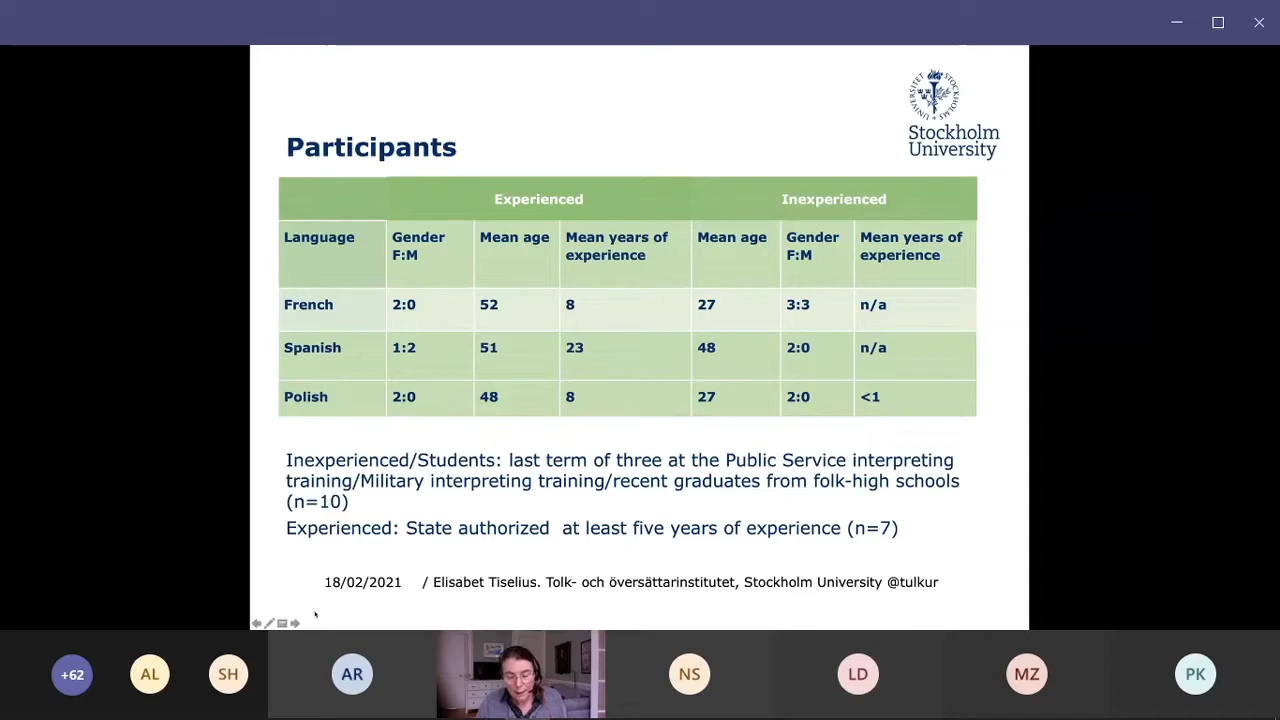 UNIVERSITET
STOCKHOLMS
Stockholm
University
Participants
Experienced Inexperienced
Language Gender F:M Mean age Mean years of experience Mean age Gender F:M Mean years of experience
French 2:0 52 8 27 3:3 n/a
Spanish 1:2 51 23 48 2:0 n/a
Polish 2:0 48 8 27 2:0 <1
Inexperienced/Students: last term of three at the Public Service interpreting
training/Military interpreting training/recent graduates from folk-high schools
(n=10)
Experienced: State authorized at least five years of experience (n=7)
18/02/2021 / Elisabet Tiselius. Tolk- och översättarinstitutet, Stockholm University @tulkur
+62 AL SH AR NS LD MZ PK